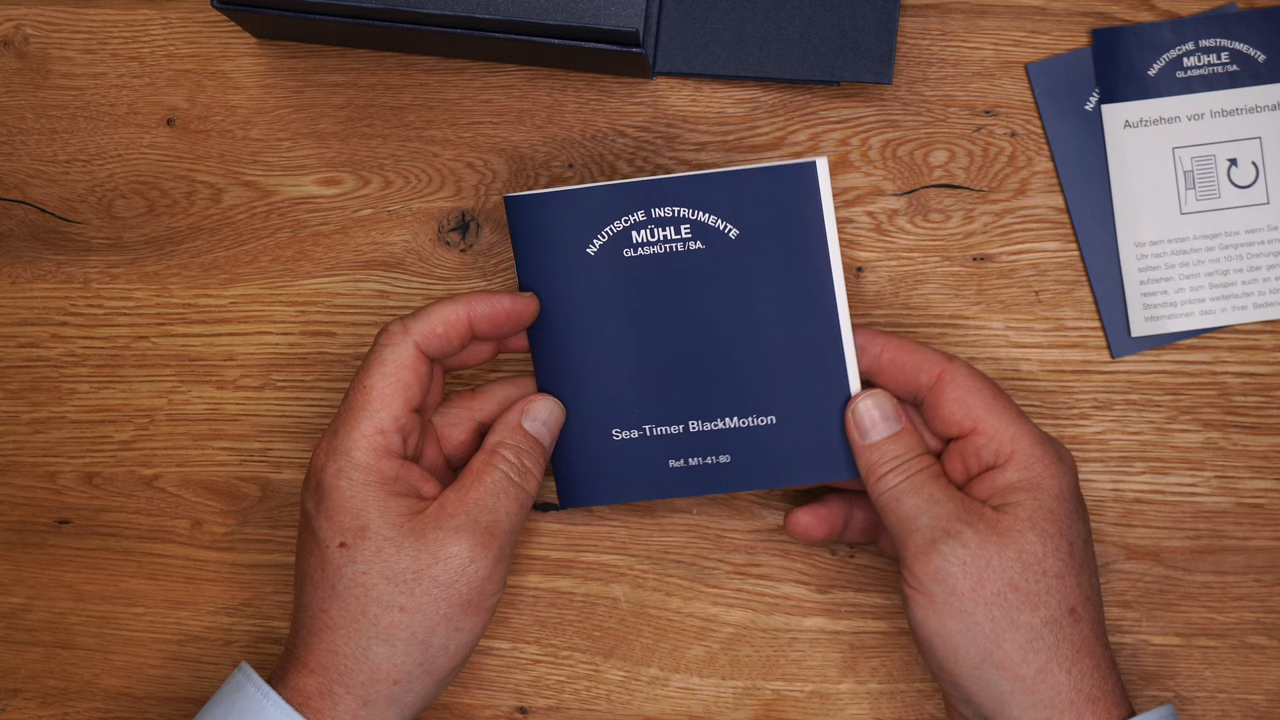 NAUTISCHE INSTRUMENTE
MÜHLE
GLASHÜTTE/SA.
Sea-Timer BlackMotion
Ref. M1-41-80
NAUTISCHE INSTRUMENTE
MÜHLE
GLASHÜTTE/SA.
Aufziehen vor Inbetriebnah
Vor dem ersten Anlegen bzw. wenn Sie
Uhr nach Ablaufen der Gangreserve ern
sollten Sie die Uhr mit 10-15 Drehunge
aufziehen. Damit verfügt sie über ge
reserve, um zum Beispiel auch an e
Strandtag präzise weiterlaufen zu kö
Informationen dazu in Ihrer Bedien